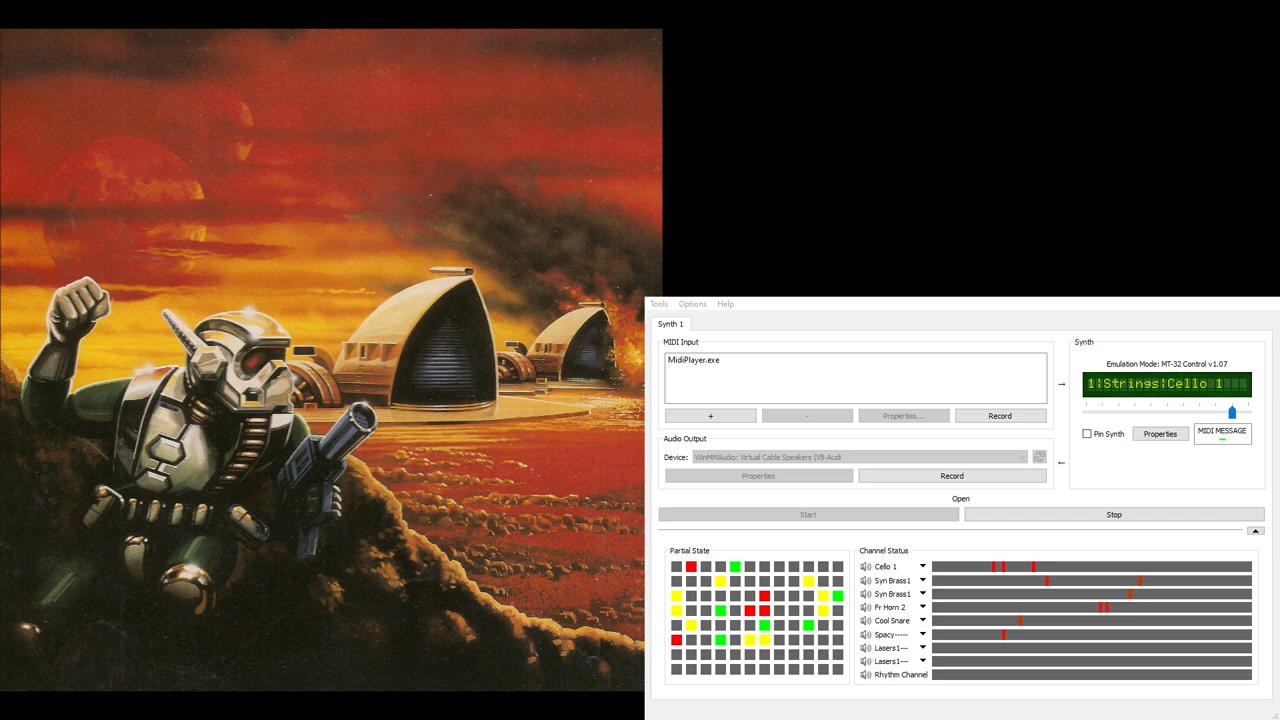 Tools Options Help
Synth 1
MIDI Input
MidiPlayer.exe
+ - Properties... Record
Audio Output
Device: WinMMAudio: Virtual Cable Speakers (VB-Audi
Properties Record
Synth
Emulation Mode: MT-32 Control v1.07
1|Strings|Cello 1
Pin Synth Properties MIDI MESSAGE
Open
Start Stop
Partial State
Channel Status
Cello 1
Syn Brass1
Syn Brass1
Fr Horn 2
Cool Snare
Spacy-----
Lasers1---
Lasers1---
Rhythm Channel